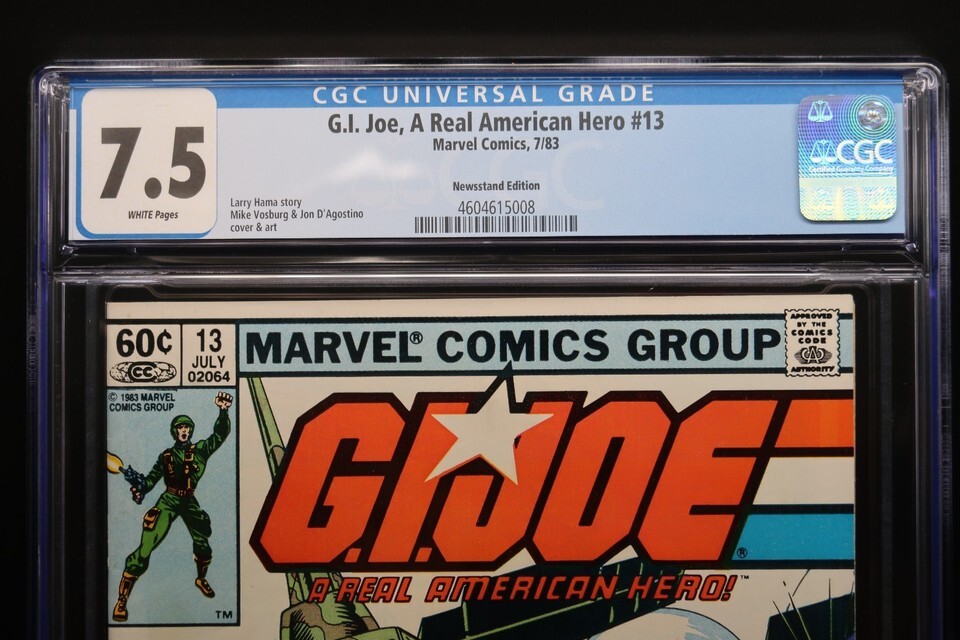 CGC UNIVERSAL GRADE
7.5
WHITE Pages
G.I. Joe, A Real American Hero #13
Marvel Comics, 7/83
Newsstand Edition
Larry Hama story
Mike Vosburg & Jon D'Agostino
cover & art
4604615008
CGC
60¢
CC
13
JULY
02064
MARVEL® COMICS GROUP
APPROVED
BY THE
COMICS
CODE
AUTHORITY
© 1983 MARVEL
COMICS GROUP
G.I. JOE
®
A REAL AMERICAN HERO!™
TM